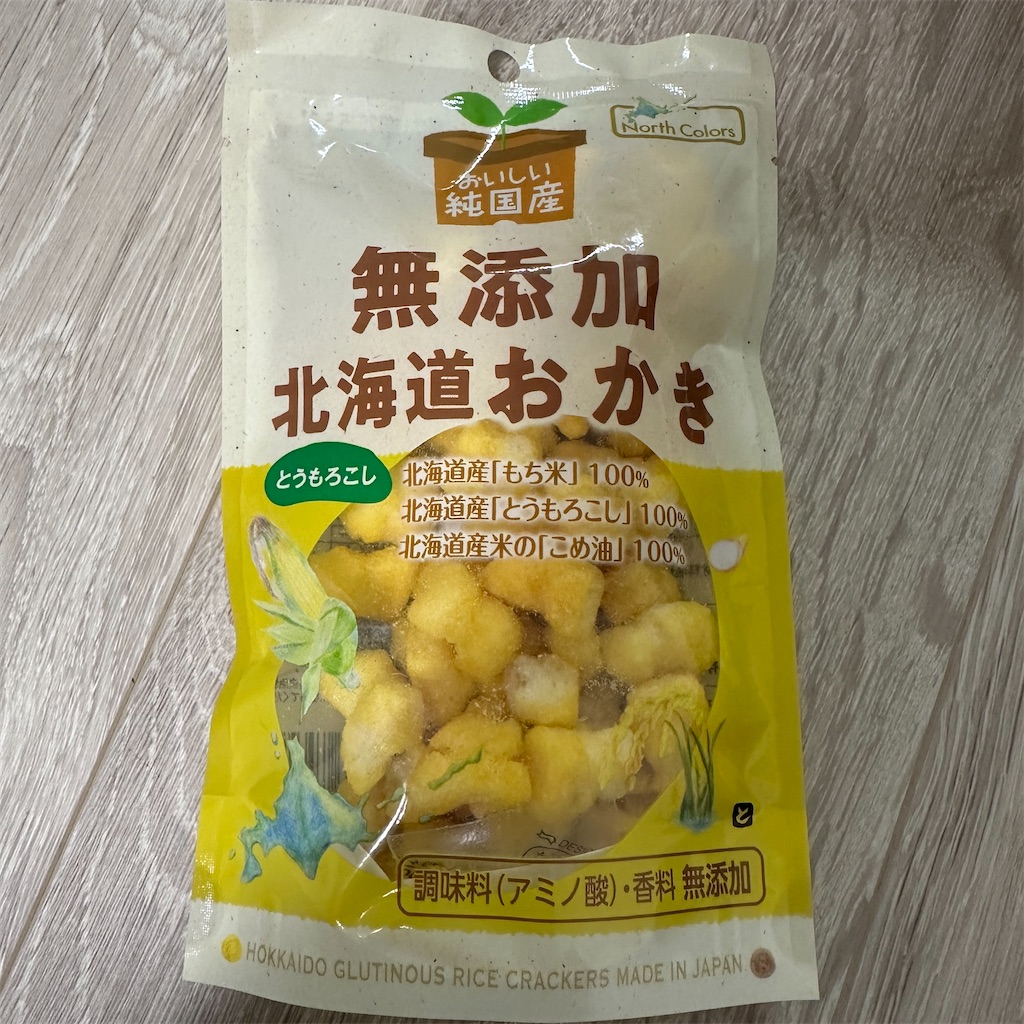 North Colors
おいしい
純国産
無添加
北海道おかき
とうもろこし
北海道産「もち米」100%
北海道産「とうもろこし」100%
北海道産米の「こめ油」100%
と
調味料(アミノ酸)・香料 無添加
HOKKAIDO GLUTINOUS RICE CRACKERS MADE IN JAPAN